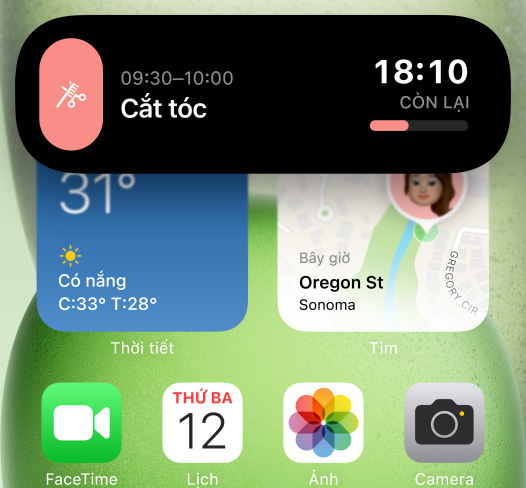 09:30–10:00
Cắt tóc
18:10
CÒN LẠI
31°
Có nắng
C:33° T:28°
Thời tiết
Bây giờ
Oregon St
Sonoma
GREGORY CIR
Tìm
THỨ BA
12
FaceTime
Lịch
Ảnh
Camera